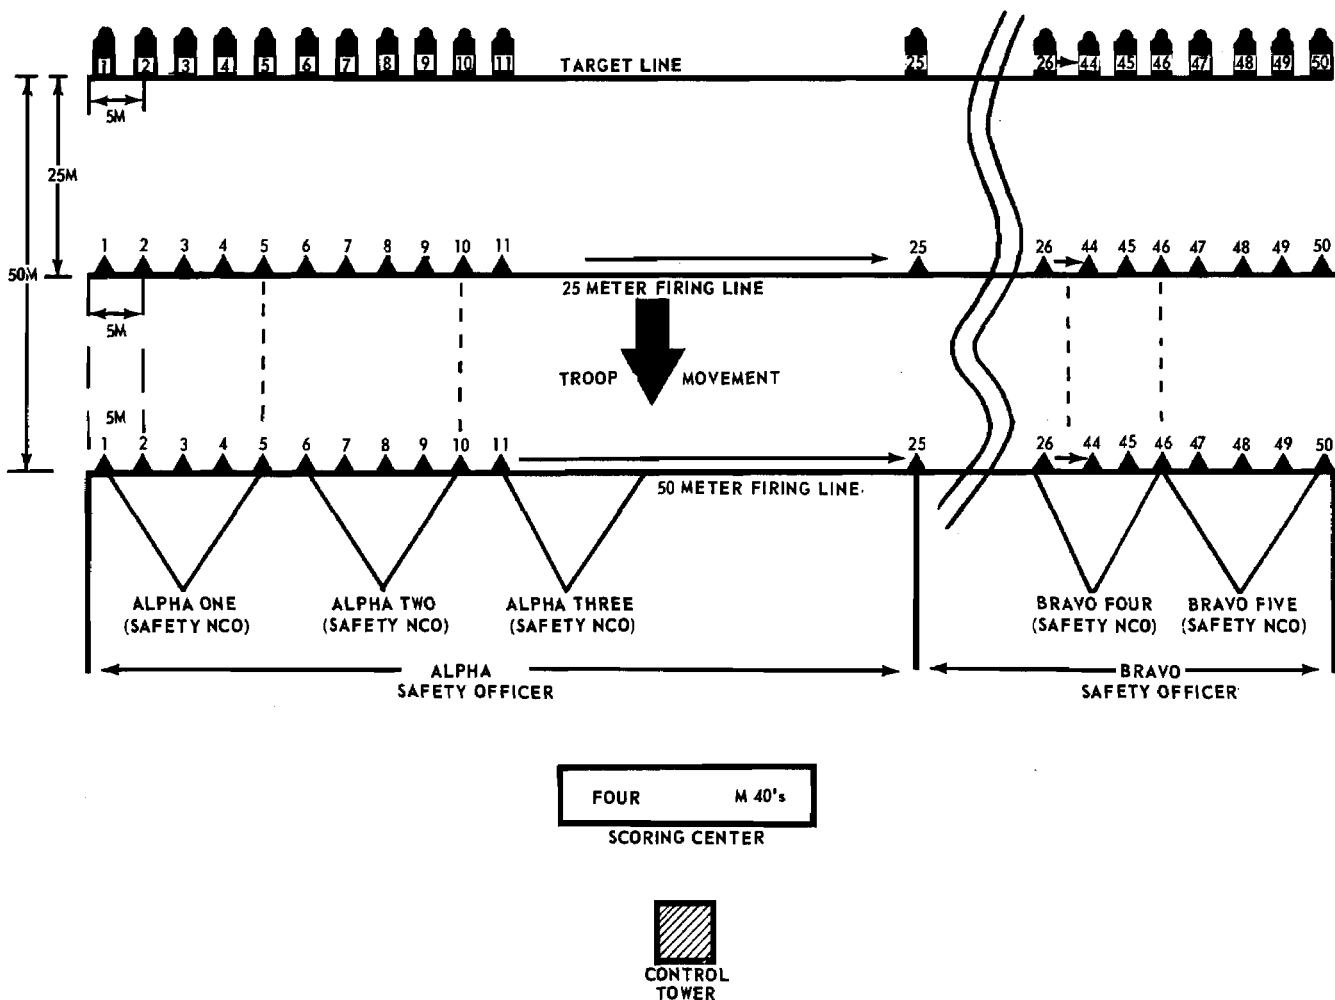 1 2 3 4 5 6 7 8 9 10 11 TARGET LINE 25 26 44 45 46 47 48 49 50
5M
25M
50M
1 2 3 4 5 6 7 8 9 10 11 25 26 44 45 46 47 48 49 50
25 METER FIRING LINE
5M
TROOP MOVEMENT
5M
1 2 3 4 5 6 7 8 9 10 11 25 26 44 45 46 47 48 49 50
50 METER FIRING LINE
ALPHA ONE
(SAFETY NCO)
ALPHA TWO
(SAFETY NCO)
ALPHA THREE
(SAFETY NCO)
BRAVO FOUR
(SAFETY NCO)
BRAVO FIVE
(SAFETY NCO)
ALPHA
SAFETY OFFICER
BRAVO
SAFETY OFFICER
FOUR M 40's
SCORING CENTER
CONTROL
TOWER